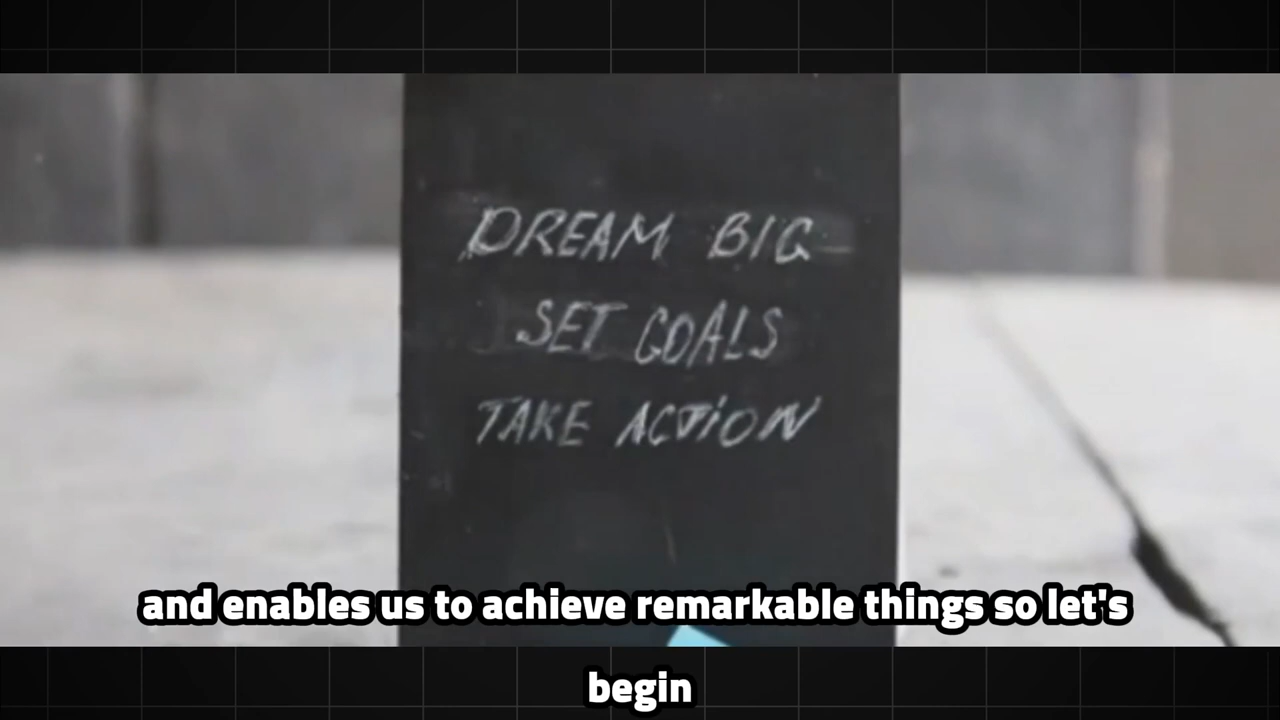 DREAM BIG
SET GOALS
TAKE ACTION
and enables us to achieve remarkable things so let's
begin